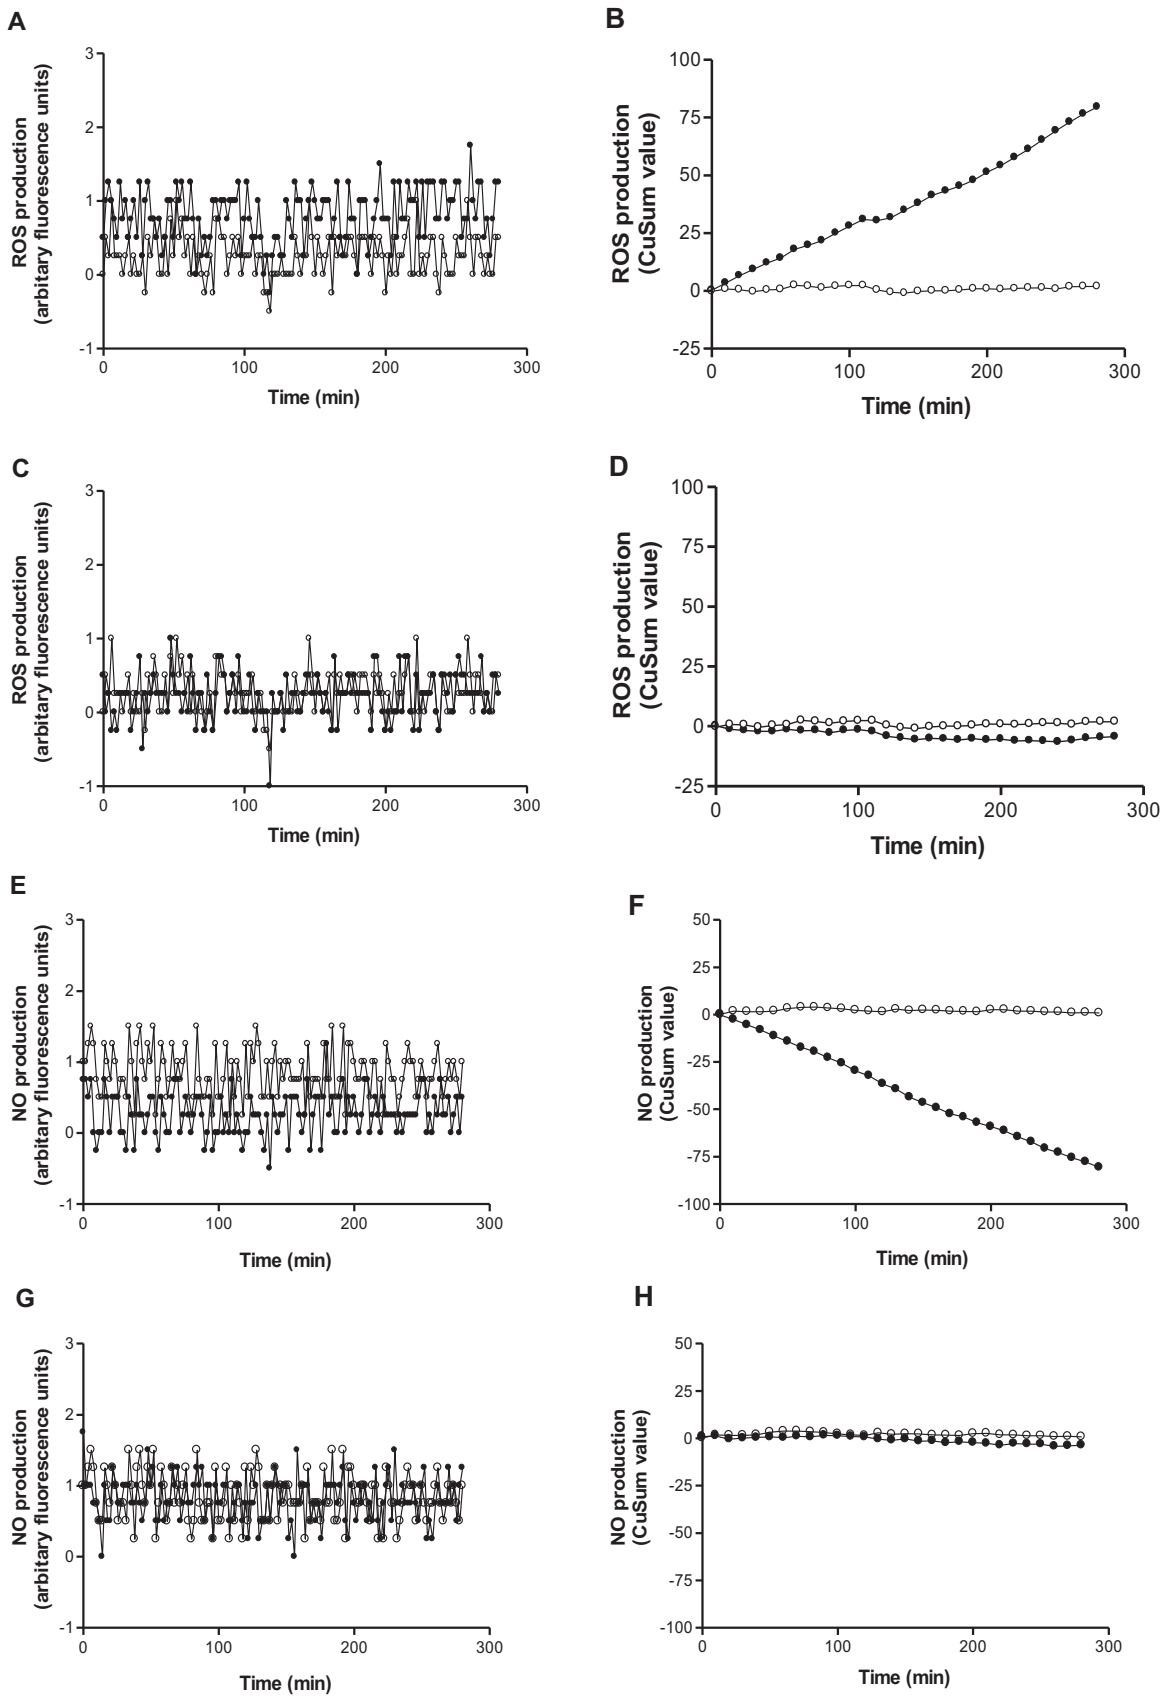 A
ROS production
(arbitary fluorescence units)
3
2
1
0
-1
0
100
200
300
Time (min)
B
ROS production
(CuSum value)
100
75
50
25
0
-25
0
100
200
300
Time (min)
C
ROS production
(arbitary fluorescence units)
3
2
1
0
-1
0
100
200
300
Time (min)
D
ROS production
(CuSum value)
100
75
50
25
0
-25
0
100
200
300
Time (min)
E
NO production
(arbitary fluorescence units)
3
2
1
0
-1
0
100
200
300
Time (min)
F
NO production
(CuSum value)
50
25
0
-25
-50
-75
-100
0
100
200
300
Time (min)
G
NO production
(arbitary fluorescence units)
3
2
1
0
-1
0
100
200
300
Time (min)
H
NO production
(CuSum value)
50
25
0
-25
-50
-75
-100
0
100
200
300
Time (min)